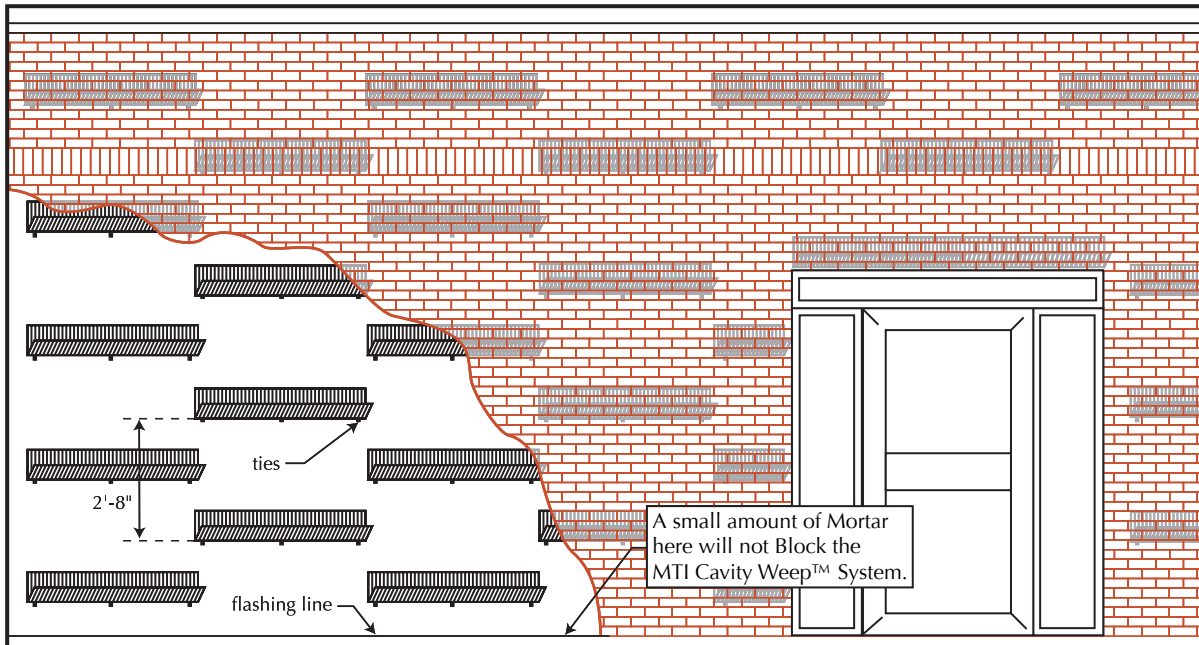 ties
2'-8"
A small amount of Mortar
here will not Block the
MTI Cavity Weep™ System.
flashing line